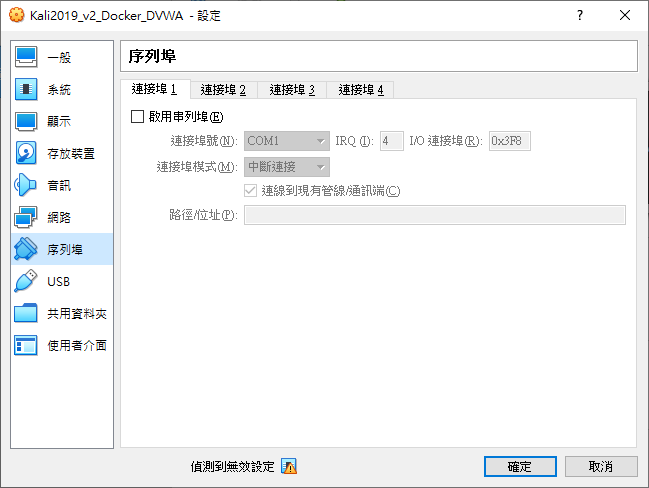 Kali2019_v2_Docker_DVWA - 設定
一般
系統
顯示
存放裝置
音訊
網路
序列埠
USB
共用資料夾
使用者介面
序列埠
連接埠 1 連接埠 2 連接埠 3 連接埠 4
啟用串列埠(E)
連接埠號(N): COM1 IRQ (I): 4 I/O 連接埠(R): 0x3F8
連接埠模式(M): 中斷連接
連線到現有管線/通訊端(C)
路徑/位址(P):
偵測到無效設定 確定 取消